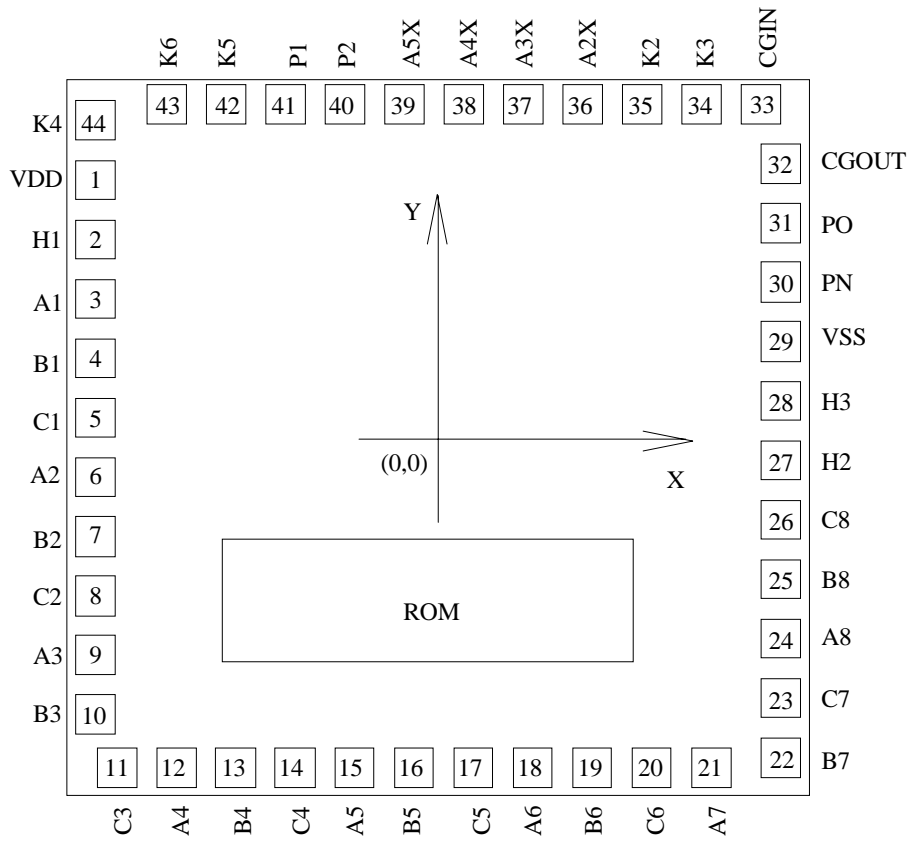 K6 K5 P1 P2 A5X A4X A3X A2X K2 K3 CGIN
43 42 41 40 39 38 37 36 35 34 33
K4 44
32 CGOUT
VDD 1
Y
31 PO
H1 2
30 PN
A1 3
29 VSS
B1 4
28 H3
C1 5
(0,0)
27 H2
A2 6
X
26 C8
B2 7
25 B8
C2 8
ROM
24 A8
A3 9
23 C7
B3 10
22 B7
11 12 13 14 15 16 17 18 19 20 21
C3 A4 B4 C4 A5 B5 C5 A6 B6 C6 A7